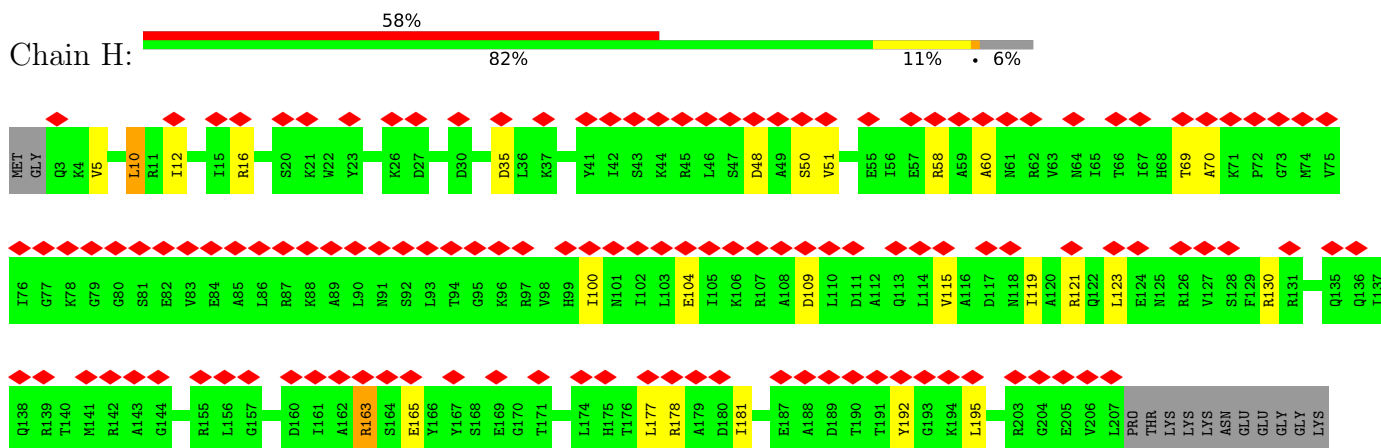 58%
Chain H:
82% 11% • 6%
MET GLY Q3 K4 V5 L10 R11 I12 I15 R16 S20 K21 W22 Y23 K26 D27 D30 D35 L36 K37 Y41 I42 S43 K44 R45 L46 S47 D48 A49 S50 V51 E55 I56 E57 R58 A59 A60 N61 R62 V63 N64 I65 T66 I67 H68 T69 A70 K71 P72 G73 M74 V75
I76 G77 K78 G79 G80 S81 E82 V83 E84 A85 L86 R87 K88 A89 L90 N91 S92 L93 T94 G95 K96 R97 V98 H99 I100 N101 I102 L103 E104 I105 K106 R107 A108 D109 L110 D111 A112 Q113 L114 V115 A116 D117 N118 I119 A120 R121 Q122 L123 E124 N125 R126 V127 S128 F129 R130 R131 Q135 Q136 I137
Q138 R139 T140 M141 R142 A143 G144 R155 L156 G157 D160 I161 A162 R163 S164 E165 Y166 Y167 S168 E169 G170 T171 L174 H175 T176 L177 R178 A179 D180 I181 E187 A188 D189 T190 T191 Y192 G193 K194 L195 R203 G204 E205 V206 L207 PRO THR LYS LYS LYS ASN GLU GLU GLY GLY LYS